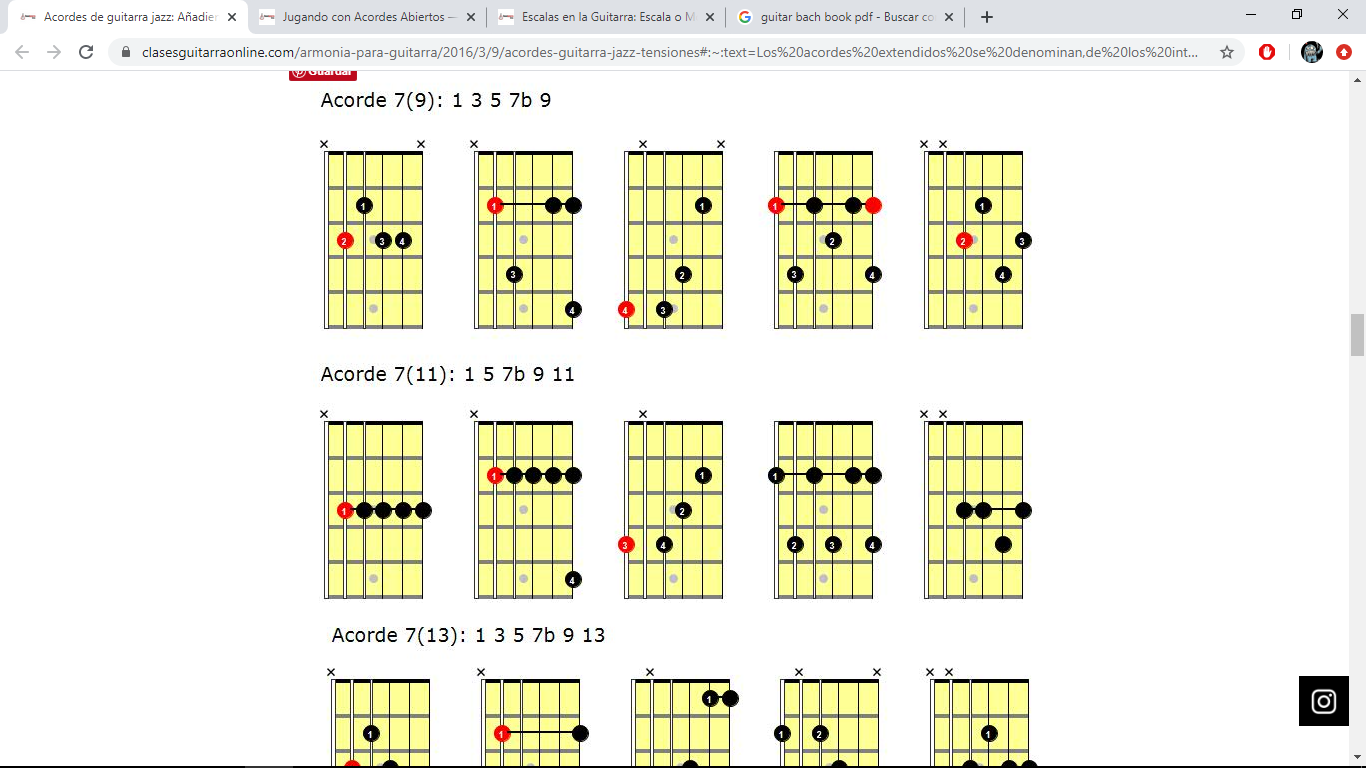 Acordes de guitarra jazz: Añadien
Jugando con Acordes Abiertos —
Escalas en la Guitarra: Escala o M
guitar bach book pdf - Buscar co
clasesguitarraonline.com/armonia-para-guitarra/2016/3/9/acordes-guitarra-jazz-tensiones#:~:text=Los%20acordes%20extendidos%20se%20denominan,de%20los%20int...
Guardar
Acorde 7(9): 1 3 5 7b 9
× × × × × × ×
1 1 1 1 1
2 3 4 2 2 3
3 2 3 4 4
4 4 3
Acorde 7(11): 1 5 7b 9 11
× × × × ×
1 1 1
1 2
3 4 2 3 4
4
Acorde 7(13): 1 3 5 7b 9 13
× × × × × × ×
1
1 1 1 2 1